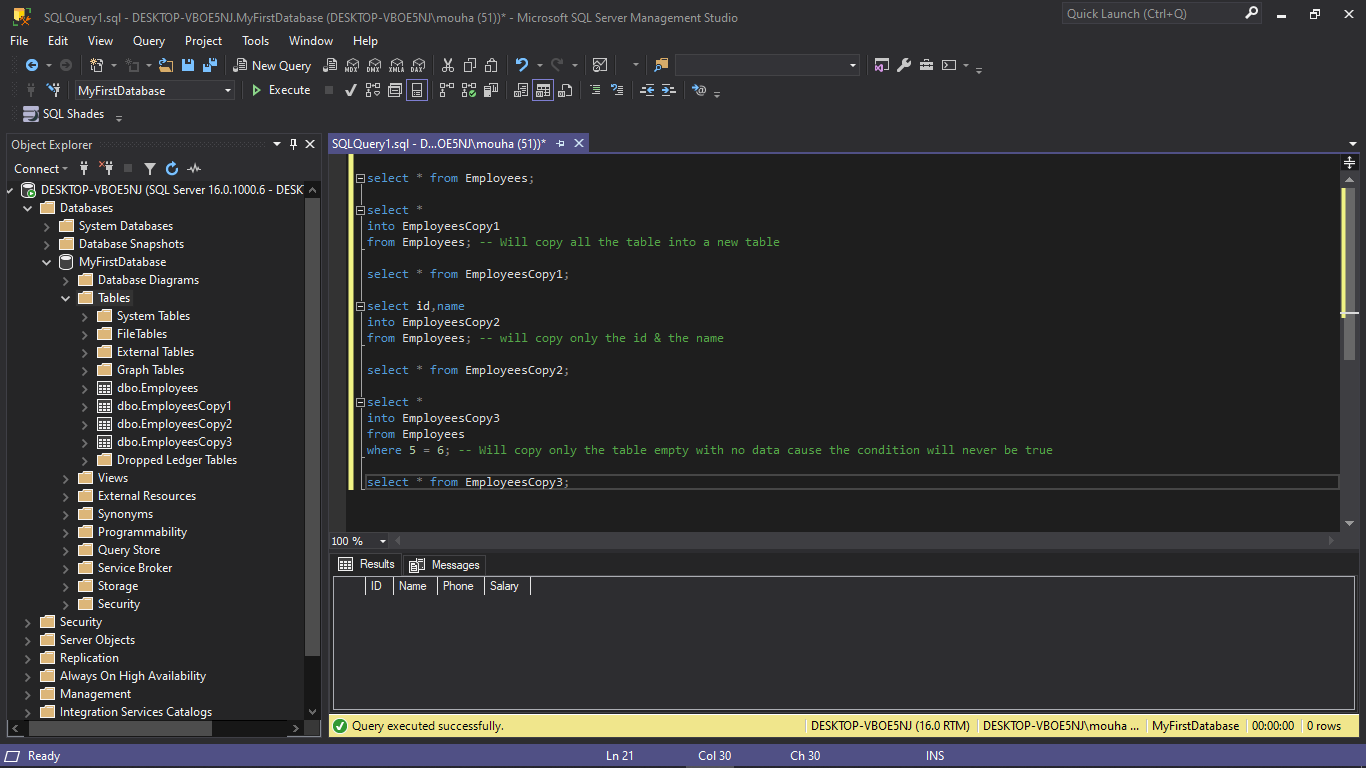 SQLQuery1.sql - DESKTOP-VBOE5NJ.MyFirstDatabase (DESKTOP-VBOE5NJ\mouha (51))* - Microsoft SQL Server Management Studio
Quick Launch (Ctrl+Q)
File Edit View Query Project Tools Window Help
New Query
MDX DMX XMLA DAX
MyFirstDatabase Execute
SQL Shades
Object Explorer
Connect
DESKTOP-VBOE5NJ (SQL Server 16.0.1000.6 - DESK
Databases
System Databases
Database Snapshots
MyFirstDatabase
Database Diagrams
Tables
System Tables
FileTables
External Tables
Graph Tables
dbo.Employees
dbo.EmployeesCopy1
dbo.EmployeesCopy2
dbo.EmployeesCopy3
Dropped Ledger Tables
Views
External Resources
Synonyms
Programmability
Query Store
Service Broker
Storage
Security
Security
Server Objects
Replication
Always On High Availability
Management
Integration Services Catalogs
SQLQuery1.sql - D...OE5NJ\mouha (51))*
select * from Employees;
select *
into EmployeesCopy1
from Employees; -- Will copy all the table into a new table
select * from EmployeesCopy1;
select id,name
into EmployeesCopy2
from Employees; -- will copy only the id & the name
select * from EmployeesCopy2;
select *
into EmployeesCopy3
from Employees
where 5 = 6; -- Will copy only the table empty with no data cause the condition will never be true
select * from EmployeesCopy3;
100 %
Results Messages
ID Name Phone Salary
Query executed successfully. DESKTOP-VBOE5NJ (16.0 RTM) DESKTOP-VBOE5NJ\mouha ... MyFirstDatabase 00:00:00 0 rows
Ready Ln 21 Col 30 Ch 30 INS